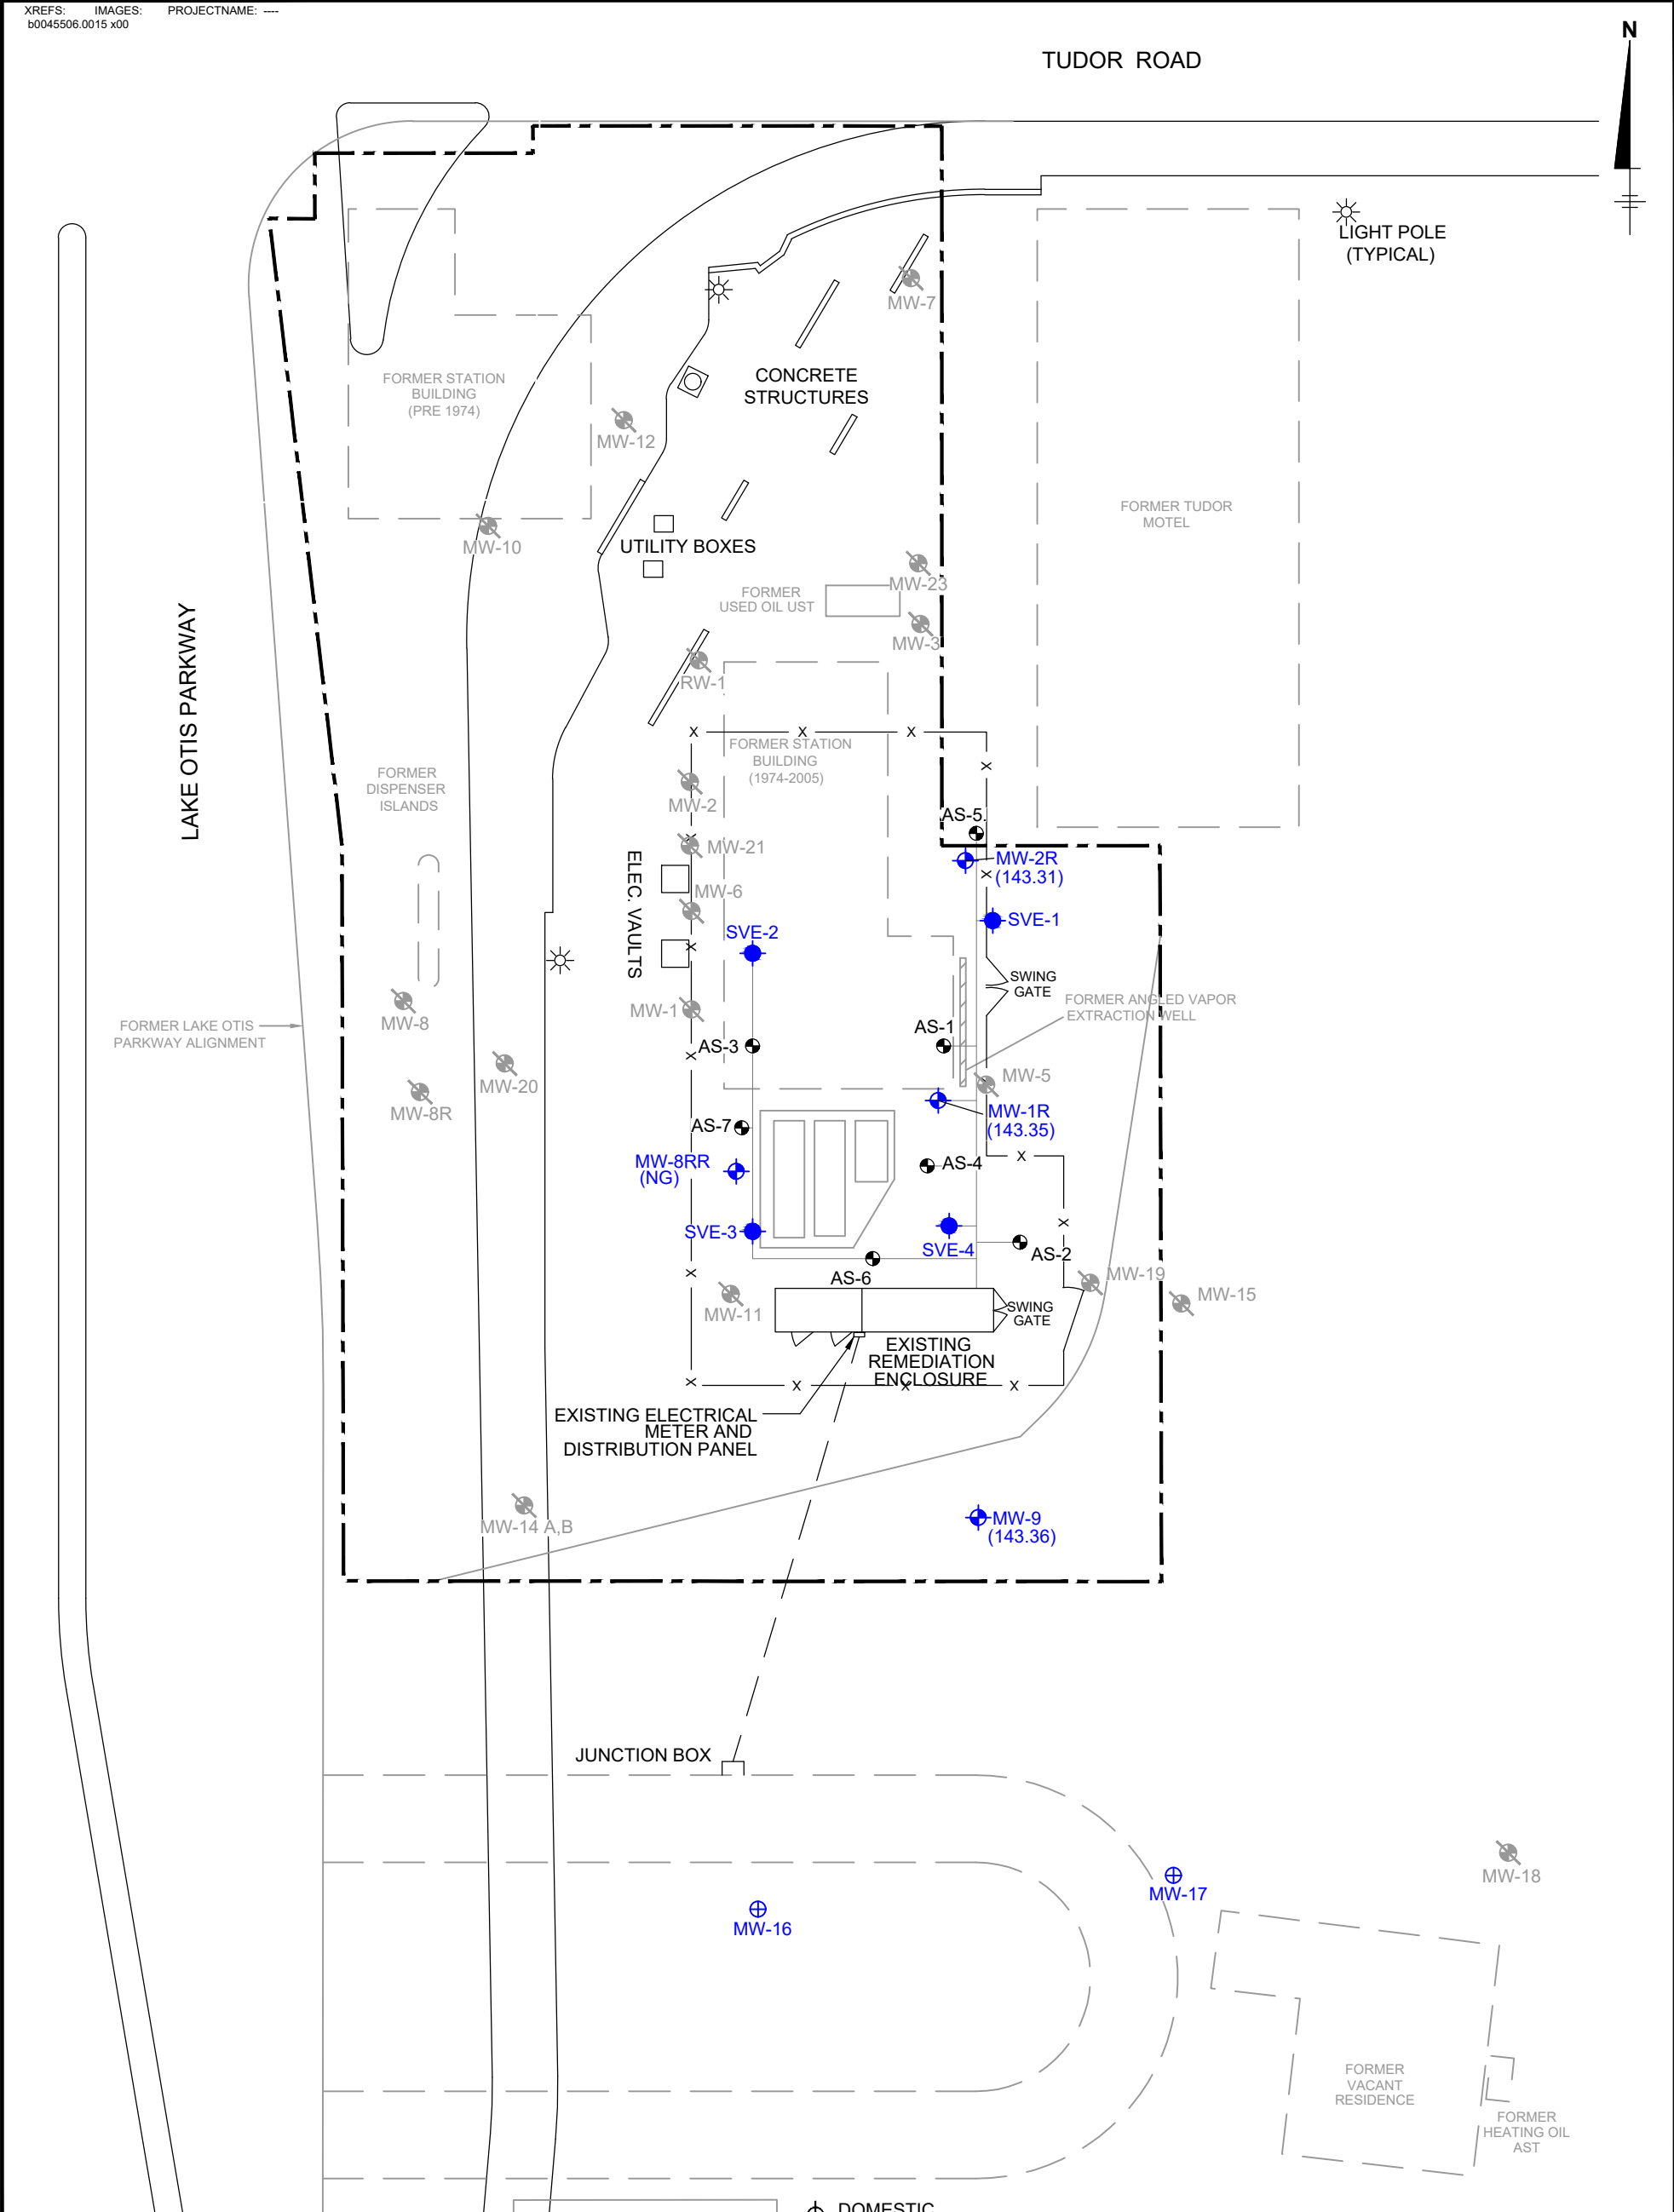 XREFS: IMAGES: PROJECTNAME: ----
b0045506.0015 x00
N
TUDOR ROAD
LIGHT POLE
(TYPICAL)
MW-7
FORMER STATION
BUILDING
(PRE 1974)
CONCRETE
STRUCTURES
MW-12
FORMER TUDOR
MOTEL
MW-10
UTILITY BOXES
MW-23
FORMER
USED OIL UST
MW-3
LAKE OTIS PARKWAY
RW-1
X X X
FORMER STATION
BUILDING
(1974-2005)
X
FORMER
DISPENSER
ISLANDS
MW-2
AS-5
X
MW-21
MW-2R
(143.31)
X
ELEC. VAULTS
MW-6
SVE-1
SVE-2
X
SWING
GATE
FORMER ANGLED VAPOR
EXTRACTION WELL
MW-8
MW-1
FORMER LAKE OTIS
PARKWAY ALIGNMENT
AS-1
AS-3
X
MW-20
MW-5
MW-8R
MW-1R
(143.35)
AS-7
X
MW-8RR
(NG)
AS-4
X
SVE-3
SVE-4
AS-2
X
AS-6
MW-19
MW-15
MW-11
SWING
GATE
EXISTING
REMEDIATION
ENCLOSURE
X X X X
EXISTING ELECTRICAL
METER AND
DISTRIBUTION PANEL
MW-14 A,B
MW-9
(143.36)
JUNCTION BOX
MW-18
MW-17
MW-16
FORMER
VACANT
RESIDENCE
FORMER
HEATING OIL
AST
DOMESTIC